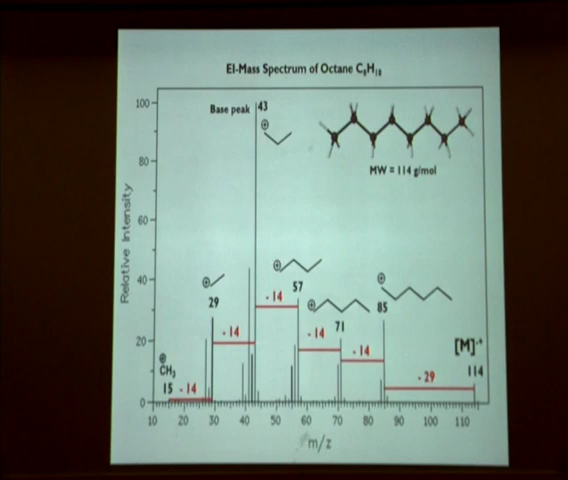 EI-Mass Spectrum of Octane C₈H₁₈
100
Base peak 43
⊕
MW = 114 g/mol
80
Relative Intensity
60
40
⊕
⊕
⊕
29
- 14
57
⊕
85
20
- 14
- 14
71
- 14
[M]·⁺
⊕
CH₃
15 - 14
- 29
114
0
10 20 30 40 50 60 70 80 90 100 110
m/z